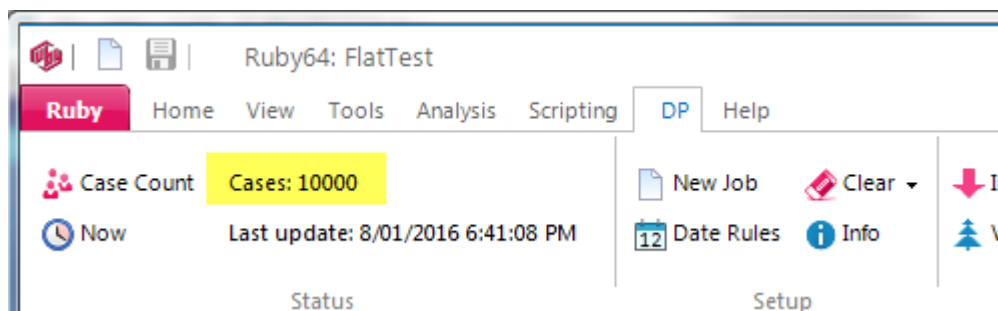 Ruby64: FlatTest
Ruby Home View Tools Analysis Scripting DP Help
Case Count Cases: 10000 New Job Clear
Now Last update: 8/01/2016 6:41:08 PM 12 Date Rules Info
Status Setup